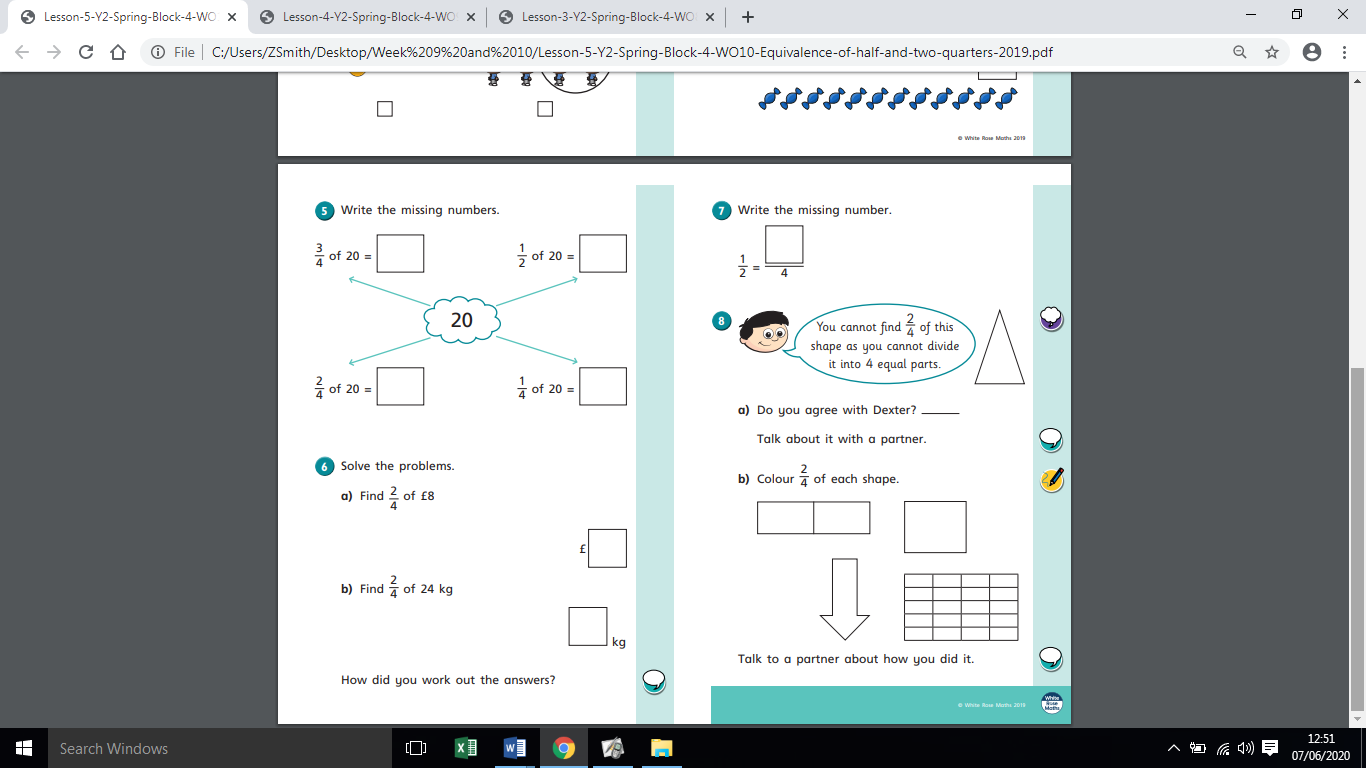 Lesson-5-Y2-Spring-Block-4-WO
Lesson-4-Y2-Spring-Block-4-WO
Lesson-3-Y2-Spring-Block-4-WO
File
C:/Users/ZSmith/Desktop/Week%209%20and%2010/Lesson-5-Y2-Spring-Block-4-WO10-Equivalence-of-half-and-two-quarters-2019.pdf
© White Rose Maths 2019
5 Write the missing numbers.
3/4 of 20 =
1/2 of 20 =
20
2/4 of 20 =
1/4 of 20 =
6 Solve the problems.
a) Find 2/4 of £8
£
b) Find 2/4 of 24 kg
kg
How did you work out the answers?
7 Write the missing number.
1/2 = /4
8
You cannot find 2/4 of this
shape as you cannot divide
it into 4 equal parts.
a) Do you agree with Dexter?
Talk about it with a partner.
b) Colour 2/4 of each shape.
Talk to a partner about how you did it.
© White Rose Maths 2019
White
Rose
Maths
Search Windows
12:51
07/06/2020